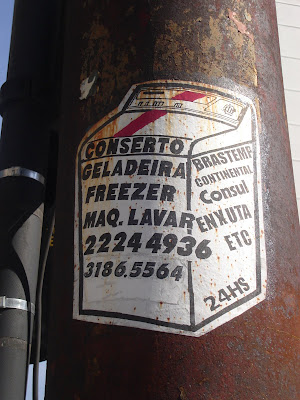 CONSERTO
GELADEIRA
FREEZER
MAQ. LAVAR
22244936
3186.5564
BRASTEMP
CONTINENTAL
Consul
ENXUTA
ETC
24HS